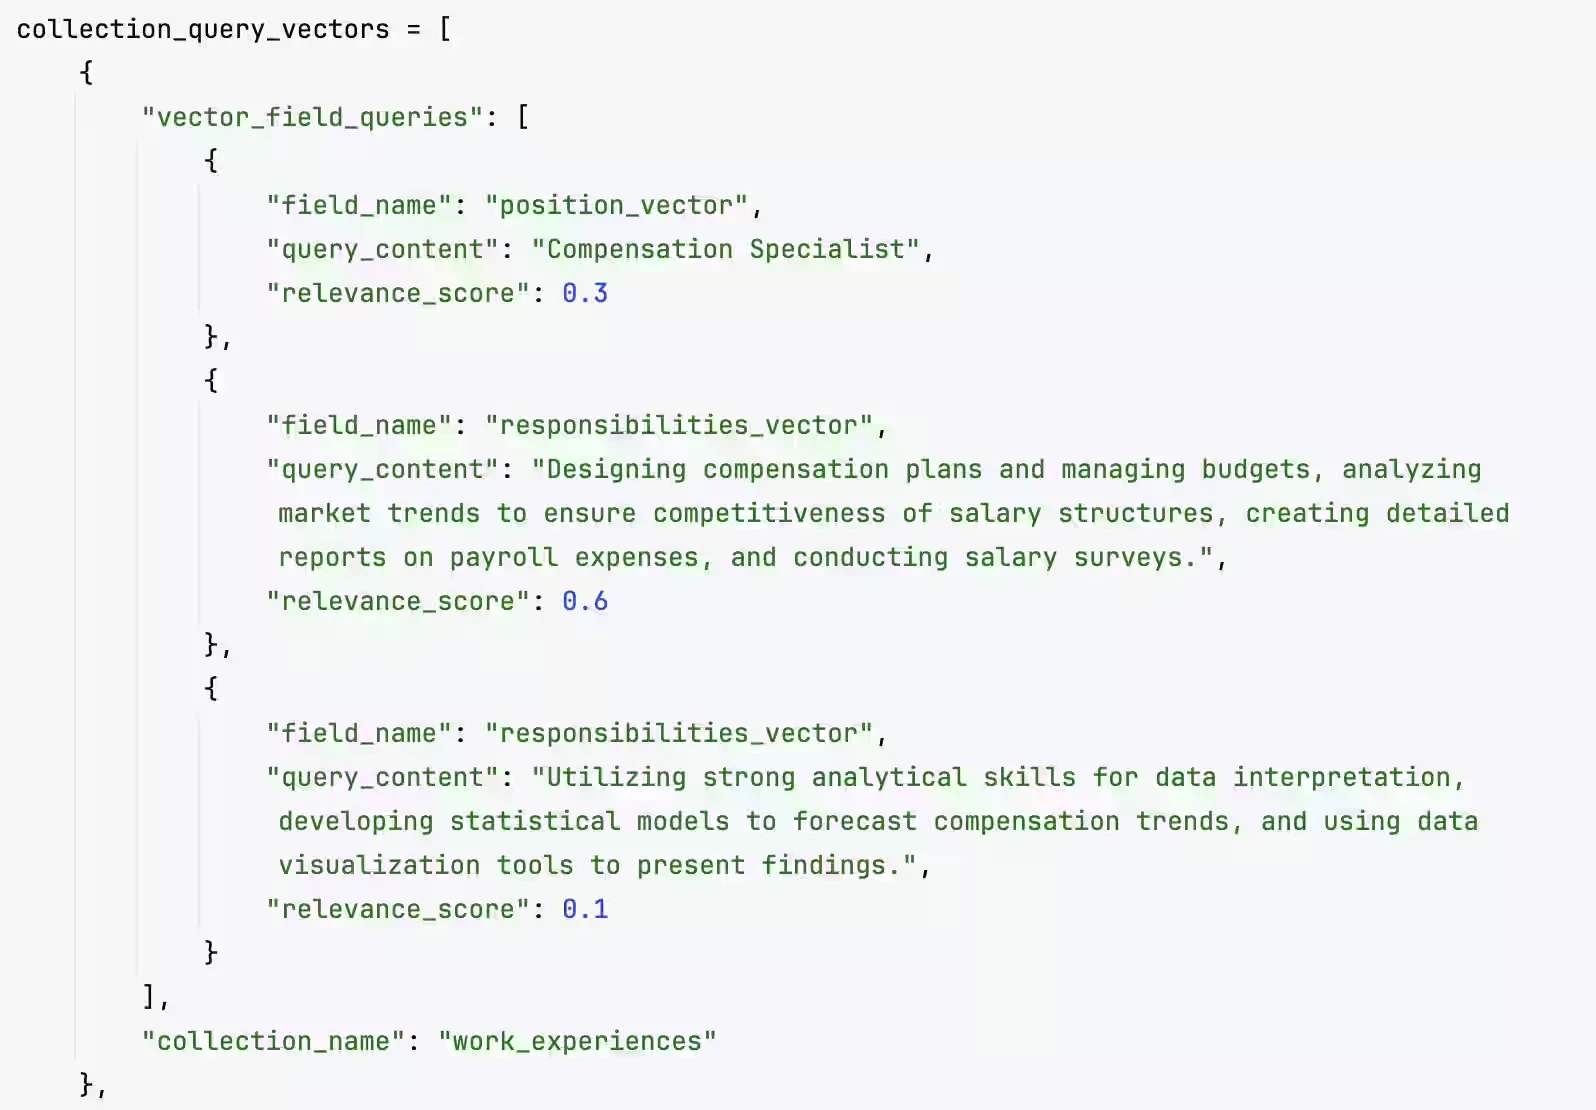 collection_query_vectors = [
    {
        "vector_field_queries": [
            {
                "field_name": "position_vector",
                "query_content": "Compensation Specialist",
                "relevance_score": 0.3
            },
            {
                "field_name": "responsibilities_vector",
                "query_content": "Designing compensation plans and managing budgets, analyzing
                 market trends to ensure competitiveness of salary structures, creating detailed
                 reports on payroll expenses, and conducting salary surveys.",
                "relevance_score": 0.6
            },
            {
                "field_name": "responsibilities_vector",
                "query_content": "Utilizing strong analytical skills for data interpretation,
                 developing statistical models to forecast compensation trends, and using data
                 visualization tools to present findings.",
                "relevance_score": 0.1
            }
        ],
        "collection_name": "work_experiences"
    },